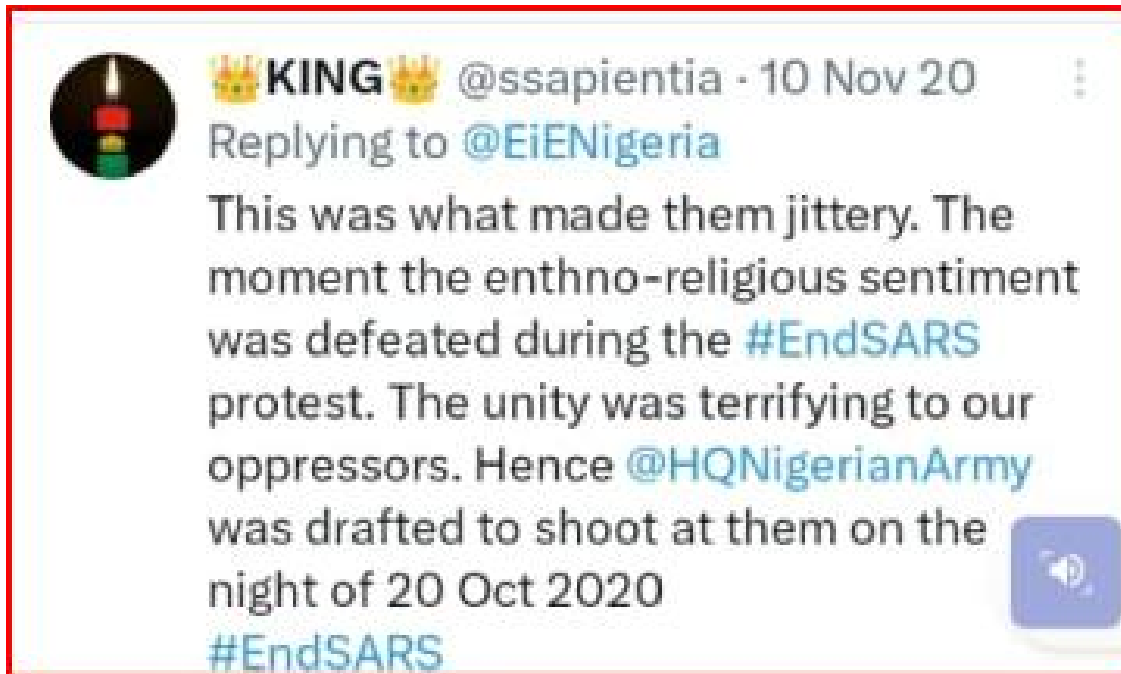 👑KING👑 @ssapientia · 10 Nov 20
Replying to @EiENigeria
This was what made them jittery. The
moment the enthno-religious sentiment
was defeated during the #EndSARS
protest. The unity was terrifying to our
oppressors. Hence @HQNigerianArmy
was drafted to shoot at them on the
night of 20 Oct 2020
#EndSARS